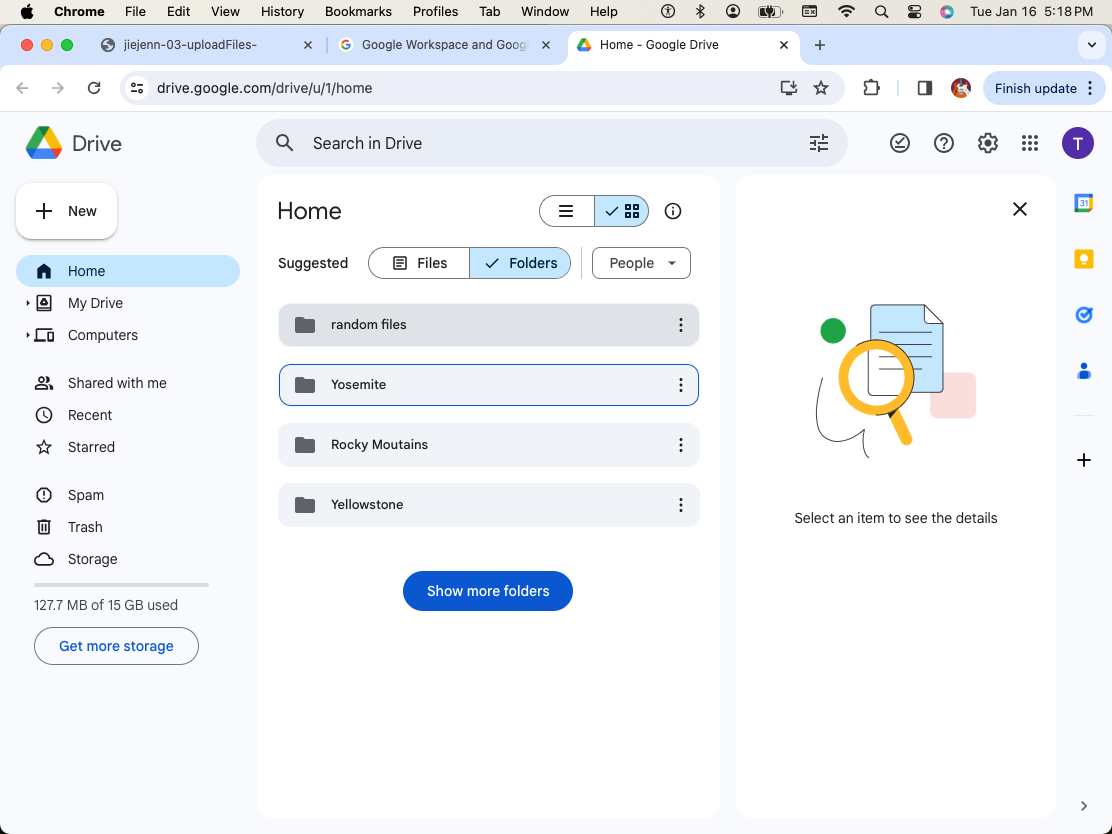 Chrome File Edit View History Bookmarks Profiles Tab Window Help Tue Jan 16 5:18 PM
jiejenn-03-uploadFiles- Google Workspace and Goog Home - Google Drive
drive.google.com/drive/u/1/home Finish update
Drive Search in Drive T
New
Home
My Drive
Computers
Shared with me
Recent
Starred
Spam
Trash
Storage
127.7 MB of 15 GB used
Get more storage
Home
Suggested Files Folders People
random files
Yosemite
Rocky Moutains
Yellowstone
Show more folders
Select an item to see the details
31